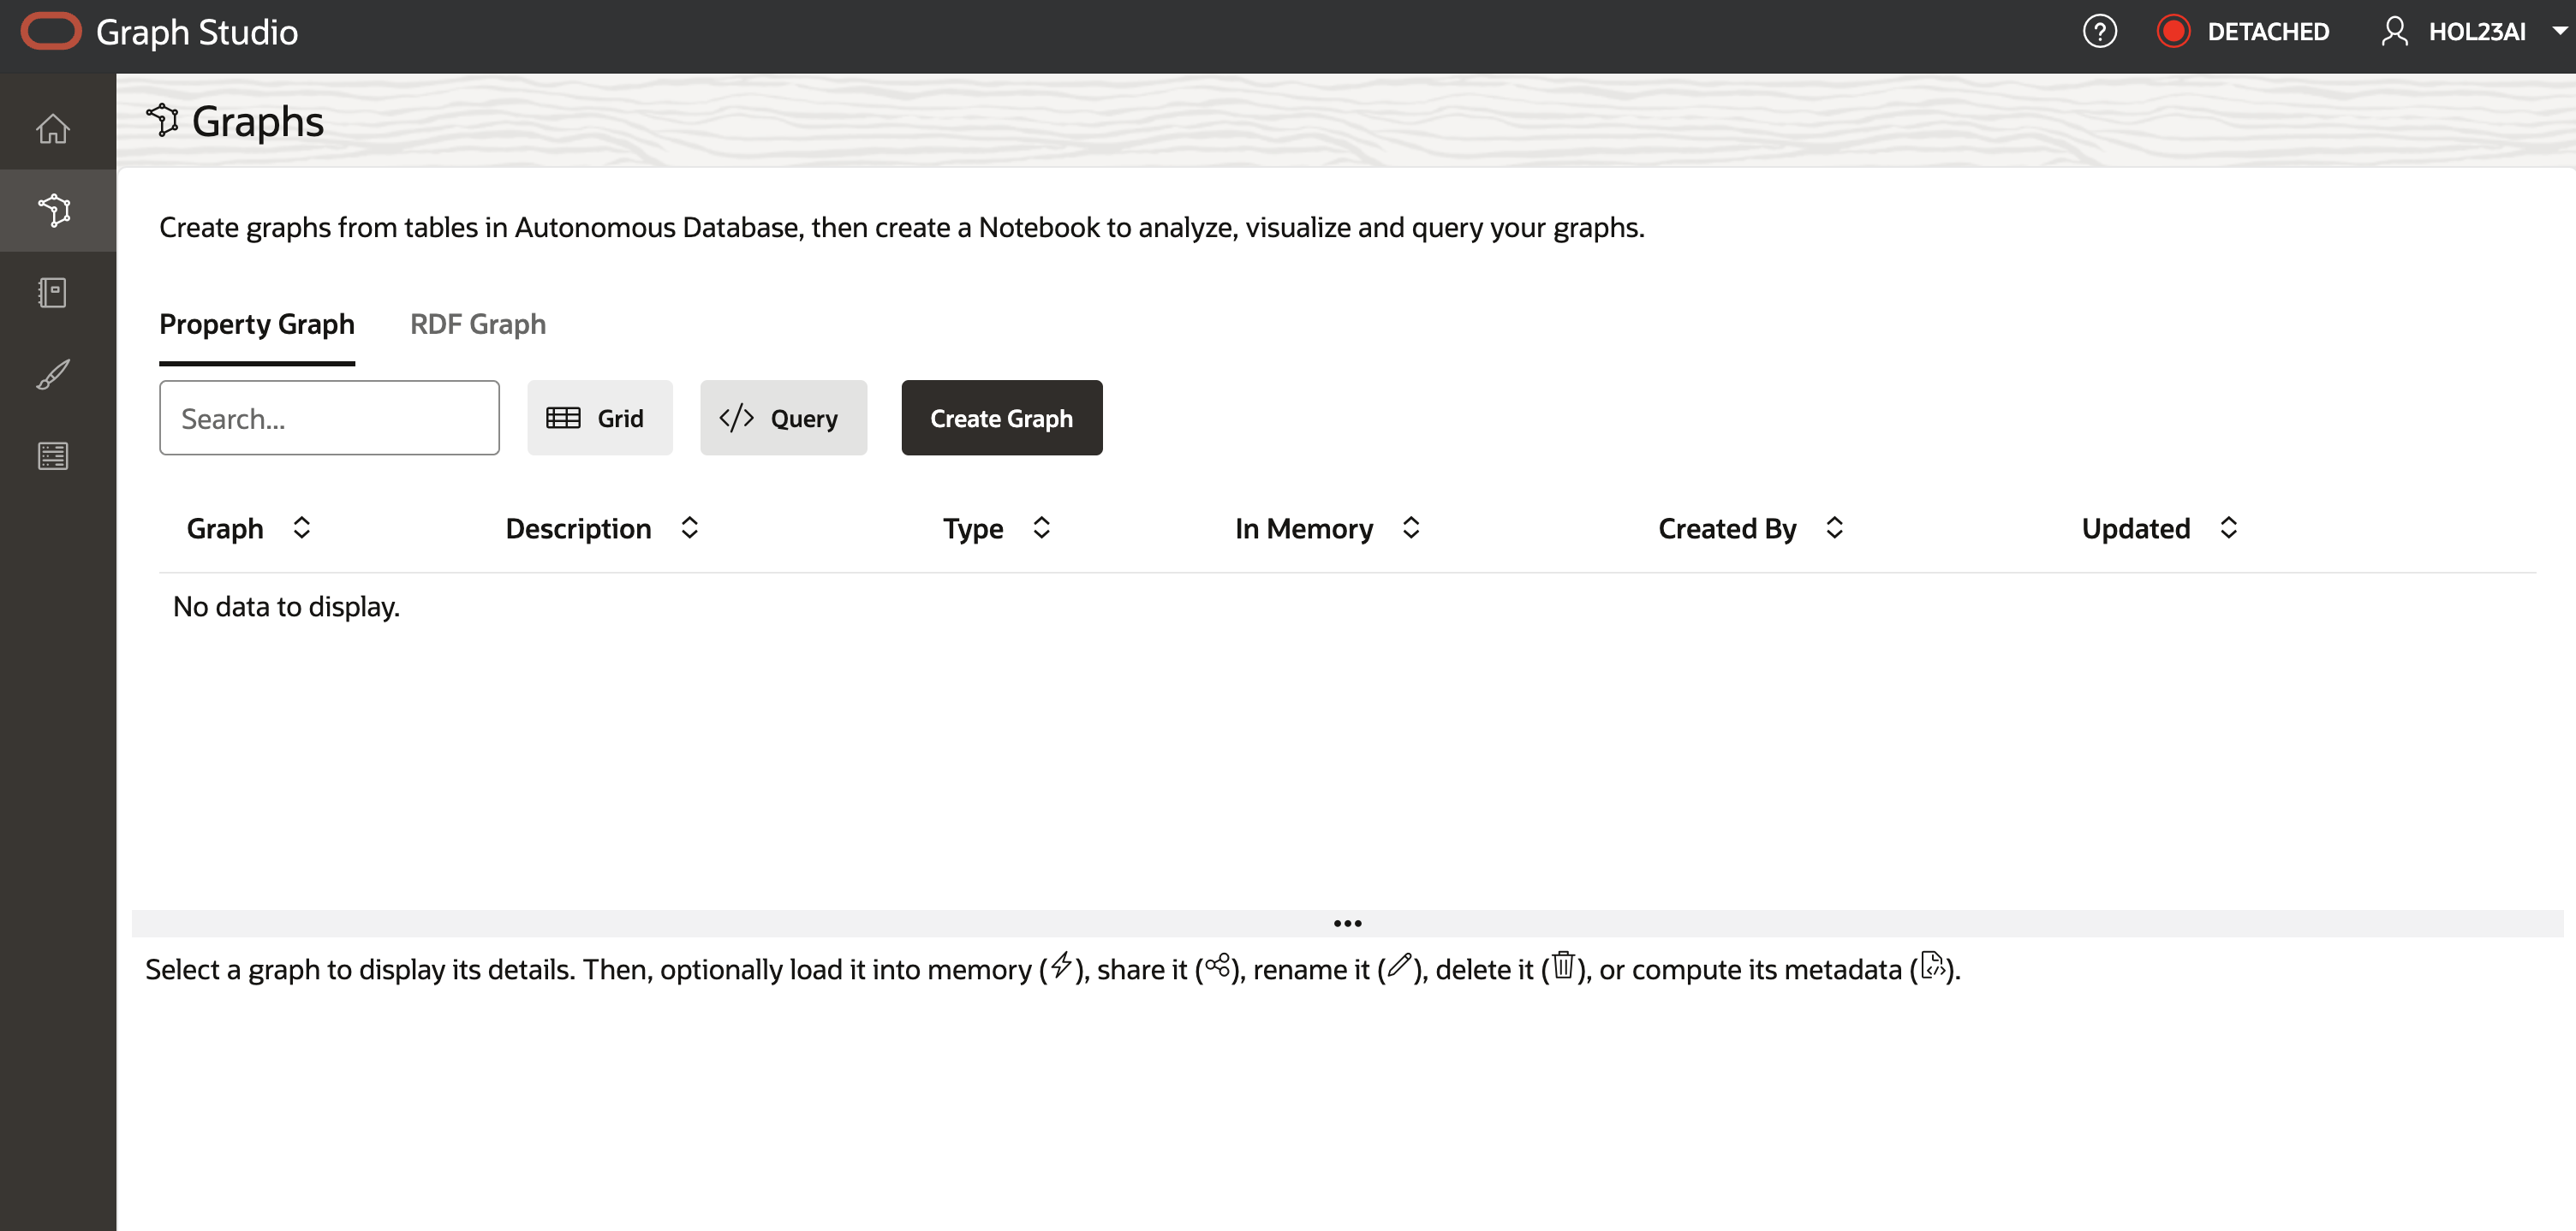 Graph Studio
DETACHED
HOL23AI
Graphs
Create graphs from tables in Autonomous Database, then create a Notebook to analyze, visualize and query your graphs.
Property Graph RDF Graph
Search... Grid </> Query Create Graph
Graph Description Type In Memory Created By Updated
No data to display.
Select a graph to display its details. Then, optionally load it into memory (), share it (), rename it (), delete it (), or compute its metadata ().